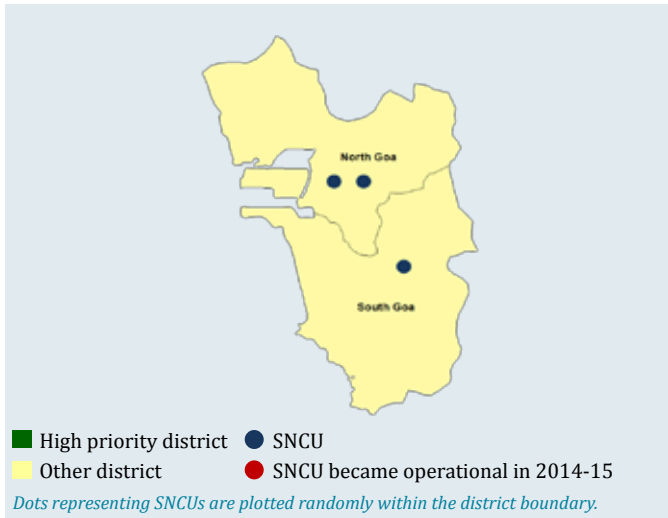 North Goa
South Goa
High priority district
SNCU
Other district
SNCU became operational in 2014-15
Dots representing SNCUs are plotted randomly within the district boundary.